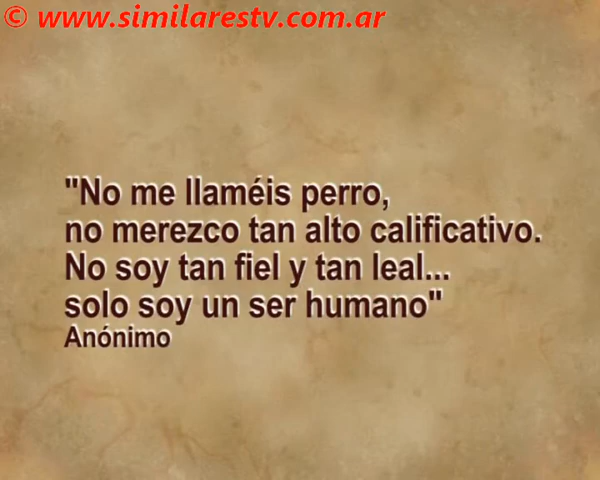 © www.similarestv.com.ar
"No me llaméis perro,
no merezco tan alto calificativo.
No soy tan fiel y tan leal...
solo soy un ser humano"
Anónimo